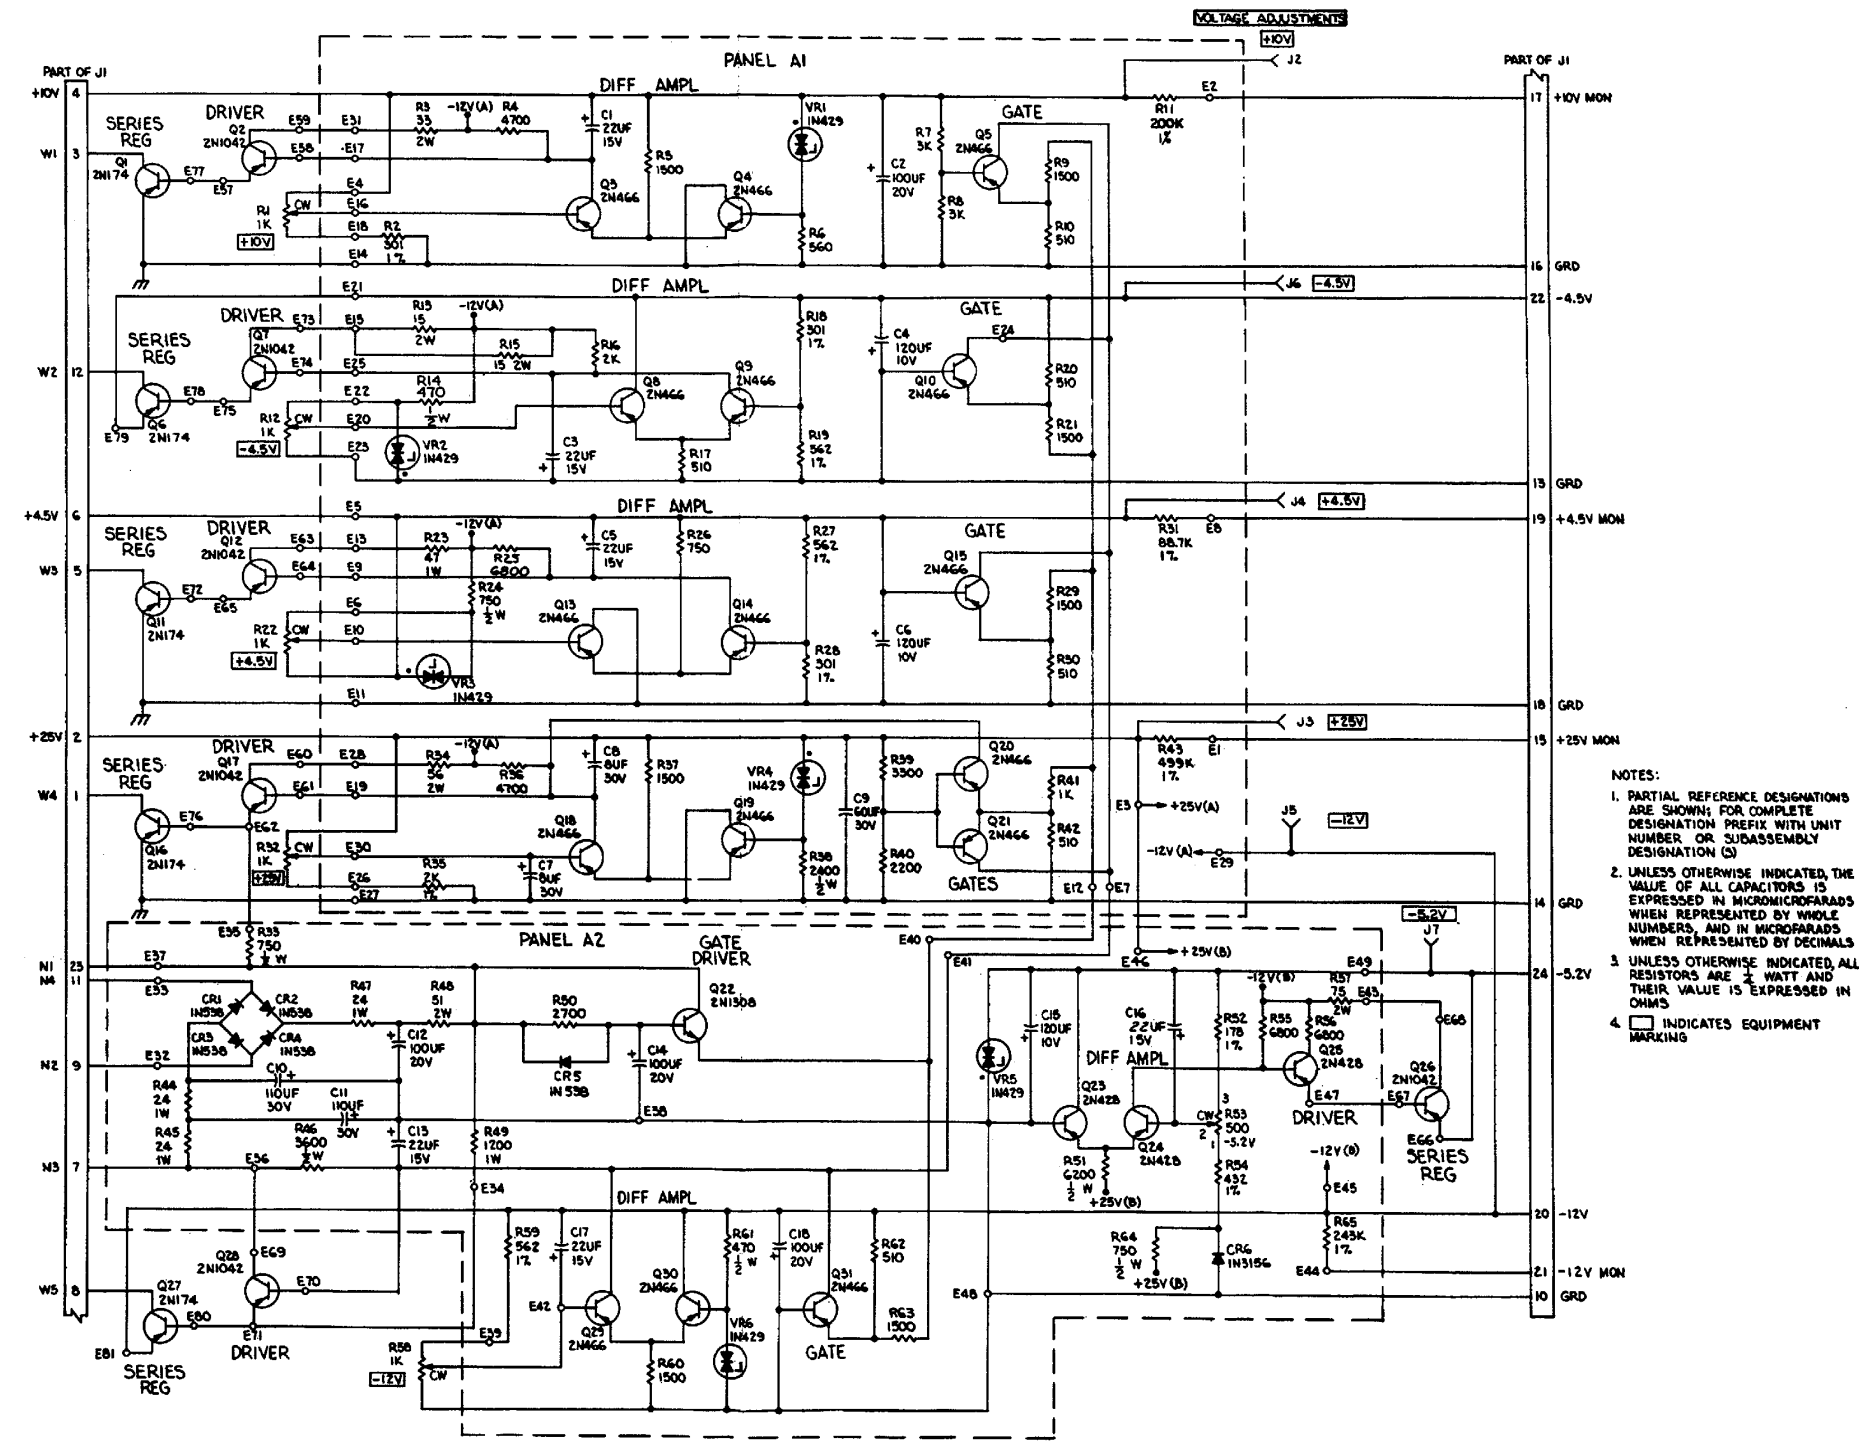 VOLTAGE ADJUSTMENTS
+10V
J2
PANEL A1
PART OF J1
PART OF J1
+10V 4
DIFF AMPL
DRIVER
SERIES REG
Q2 2N1042
E59
E31
R3 33 2W
-12V(A)
R4 4700
C1 22UF 15V
R5 1500
VR1 1N429
C2 100UF 20V
R7 3K
R8 3K
GATE
Q5 2N466
R9 1500
R10 510
R11 200K 1%
E2
17 +10V MON
W1 3
Q1 2N174
E77
E57
E58
E17
E4
E16
E18
E14
R1 1K
CW
+10V
R2 301 1%
Q3 2N466
Q4 2N466
R6 560
16 GRD
E21
DIFF AMPL
J6 -4.5V
22 -4.5V
DRIVER
Q7 2N1042
E73
E15
R13 15 2W
-12V(A)
R15 15 2W
R16 2K
R18 301 1%
C4 120UF 10V
GATE
E24
Q10 2N466
R20 510
R21 1500
SERIES REG
W2 12
E78
E75
E74
E25
E22
E20
E23
R14 470 1/2 W
Q8 2N466
Q9 2N466
E79
Q6 2N174
R12 1K
CW
-4.5V
VR2 1N429
C3 22UF 15V
R17 510
R19 562 1%
13 GRD
+4.5V 6
E5
DIFF AMPL
J4 +4.5V
R31 88.7K 1%
E8
19 +4.5V MON
SERIES REG
DRIVER
Q12 2N1042
E63
E13
R23 47 1W
-12V(A)
R25 6800
C5 22UF 15V
R26 750
R27 562 1%
GATE
Q15 2N466
W3 5
E72
E65
E64
E9
E6
E10
E11
R24 750 1/2 W
Q11 2N174
R22 1K
CW
+4.5V
VR3 1N429
Q13 2N466
Q14 2N466
R28 301 1%
C6 120UF 10V
R29 1500
R30 510
18 GRD
+25V 2
J3 +25V
R43 499K 1%
E1
15 +25V MON
DRIVER
Q17 2N1042
E60
E28
R34 56 2W
-12V(A)
R36 4700
C8 8UF 30V
R37 1500
VR4 1N429
C9 60UF 30V
R39 3300
R40 2200
Q20 2N466
Q21 2N466
GATES
R41 1K
R42 510
E3 +25V(A)
J5 -12V
-12V(A) E29
SERIES REG
W4 1
E76
E62
E61
E19
E30
E26
E27
Q16 2N174
R32 1K
CW
+25V
R35 2K 1%
C7 8UF 30V
Q18 2N466
Q19 2N466
R38 2400 1/2 W
E12
E7
14 GRD
NOTES:
1. PARTIAL REFERENCE DESIGNATIONS
ARE SHOWN; FOR COMPLETE
DESIGNATION PREFIX WITH UNIT
NUMBER OR SUBASSEMBLY
DESIGNATION (S)
2. UNLESS OTHERWISE INDICATED, THE
VALUE OF ALL CAPACITORS IS
EXPRESSED IN MICROMICROFARADS
WHEN REPRESENTED BY WHOLE
NUMBERS, AND IN MICROFARADS
WHEN REPRESENTED BY DECIMALS
3. UNLESS OTHERWISE INDICATED, ALL
RESISTORS ARE 1/4 WATT AND
THEIR VALUE IS EXPRESSED IN
OHMS
4. INDICATES EQUIPMENT
MARKING
PANEL A2
E35
R33 750 1/2 W
GATE DRIVER
E40
E41
E46 +25V(B)
-5.2V
J7
24 -5.2V
N1 23
E37
N4 11
E33
CR1 1N538
CR2 1N538
CR3 1N538
CR4 1N538
R47 24 1W
R48 51 2W
C12 100UF 20V
R50 2700
CR5 1N538
C14 100UF 20V
Q22 2N1308
N2 9
E32
C10 110UF 30V
C11 110UF 30V
R44 24 1W
R45 24 1W
R46 3600 1/2 W
C13 22UF 15V
R49 1200 1W
E38
N3 7
E36
E34
VR5 1N429
C15 120UF 10V
C16 22UF 15V
DIFF AMPL
Q23 2N428
Q24 2N428
R51 6200 1/2 W
+25V(B)
R52 178 1%
CW 3 2 1
R53 500 -5.2V
R54 432 1%
-12V(B)
R55 6800
R56 6800
R57 75 2W
E49
E43
Q25 2N428
E47
DRIVER
E67
E68
Q26 2N1042
E66
SERIES REG
-12V(B)
E45
R65 243K 1%
E44
20 -12V
21 -12V MON
10 GRD
R64 750 1/2 W
+25V(B)
CR6 1N3156
DIFF AMPL
R59 562 1%
C17 22UF 15V
R61 470 1/2 W
C18 100UF 20V
R62 510
R63 1500
E48
Q28 2N1042
E69
E70
W5 8
Q27 2N174
E80
E71
E81
SERIES REG
DRIVER
R58 1K
CW
-12V
E39
E42
Q29 2N466
Q30 2N466
R60 1500
VR6 1N429
Q31 2N466
GATE